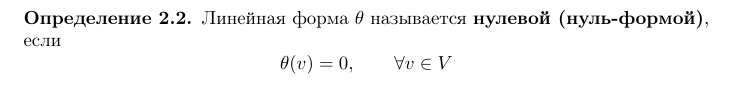 Определение 2.2. Линейная форма θ называется нулевой (нуль-формой),
если
θ(v) = 0, ∀v ∈ V